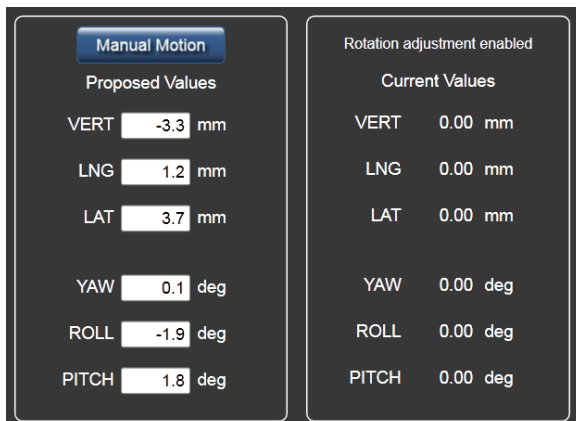 Manual Motion
Proposed Values
VERT -3.3 mm
LNG 1.2 mm
LAT 3.7 mm
YAW 0.1 deg
ROLL -1.9 deg
PITCH 1.8 deg
Rotation adjustment enabled
Current Values
VERT 0.00 mm
LNG 0.00 mm
LAT 0.00 mm
YAW 0.00 deg
ROLL 0.00 deg
PITCH 0.00 deg